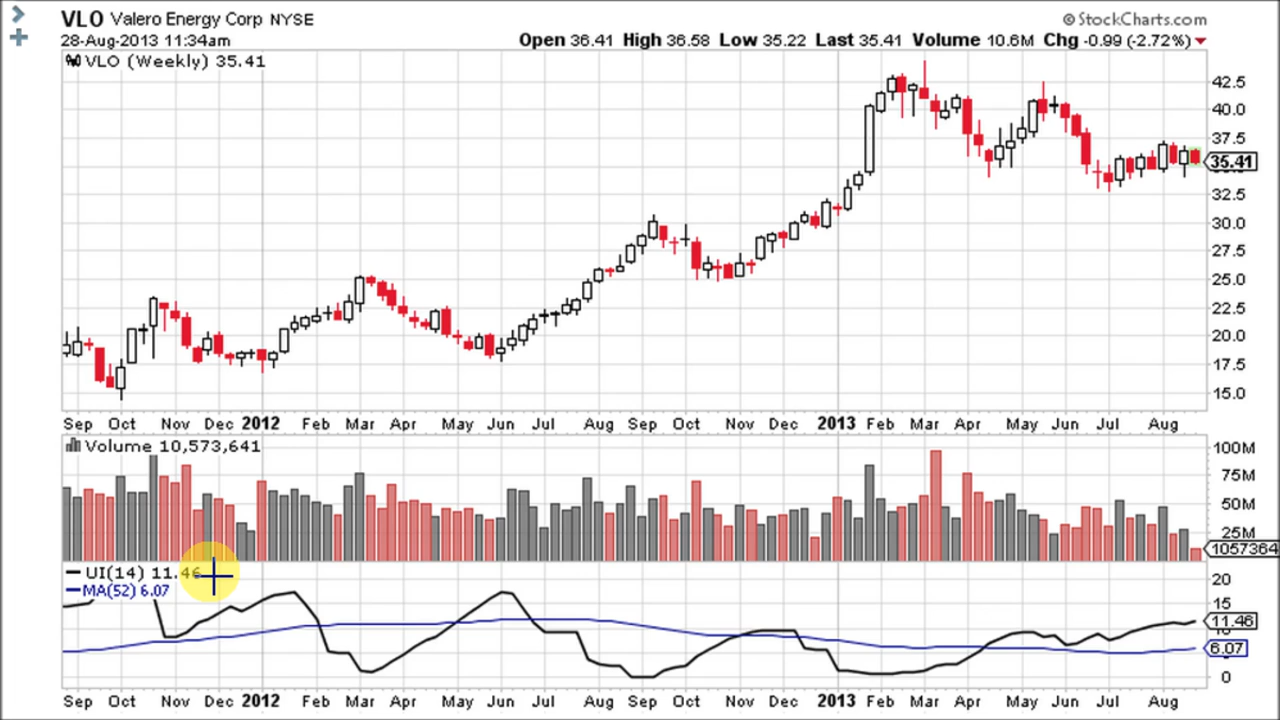 VLO Valero Energy Corp NYSE
© StockCharts.com
28-Aug-2013 11:34am
Open 36.41 High 36.58 Low 35.22 Last 35.41 Volume 10.6M Chg -0.99 (-2.72%)
VLO (Weekly) 35.41
42.5
40.0
37.5
35.41
32.5
30.0
27.5
25.0
22.5
20.0
17.5
15.0
Sep Oct Nov Dec 2012 Feb Mar Apr May Jun Jul Aug Sep Oct Nov Dec 2013 Feb Mar Apr May Jun Jul Aug
Volume 10,573,641
100M
75M
50M
25M
1057364
UI(14) 11.46
MA(52) 6.07
20
15
11.46
6.07
0
Sep Oct Nov Dec 2012 Feb Mar Apr May Jun Jul Aug Sep Oct Nov Dec 2013 Feb Mar Apr May Jun Jul Aug